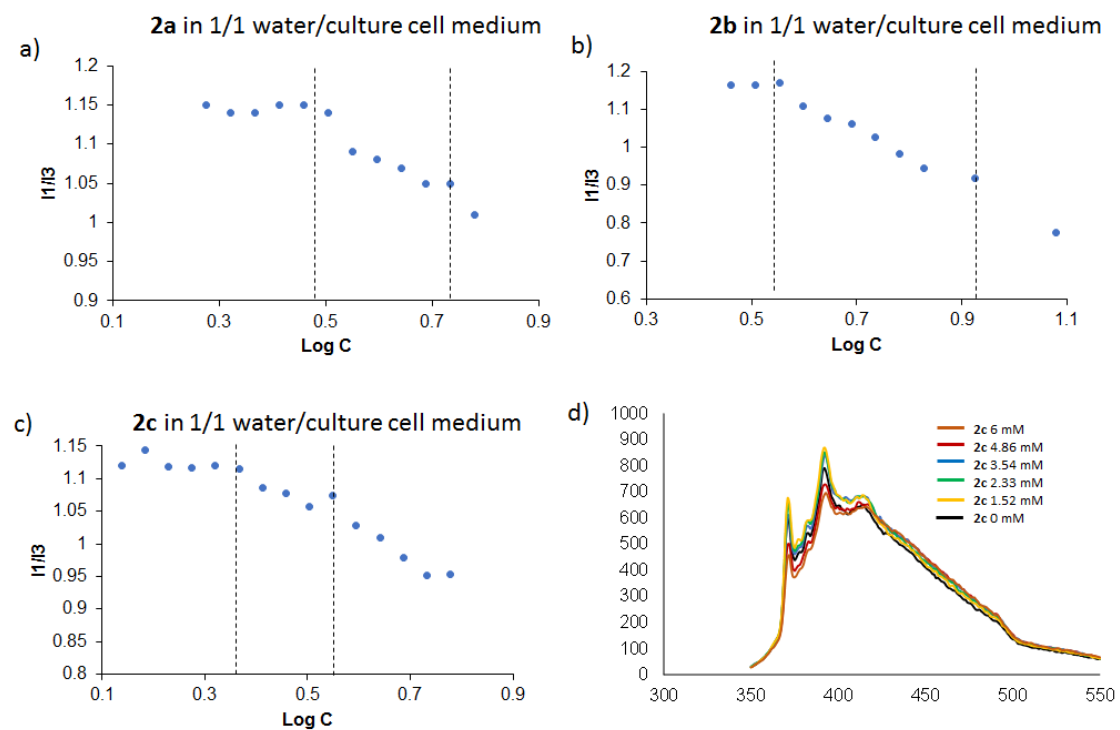 2a in 1/1 water/culture cell medium
a)
1.2
1.15
1.1
1.05
1
0.95
0.9
I1/I3
0.1 0.3 0.5 0.7 0.9
Log C
2b in 1/1 water/culture cell medium
b)
1.2
1.1
1
0.9
0.8
0.7
0.6
I1/I3
0.3 0.5 0.7 0.9 1.1
Log C
2c in 1/1 water/culture cell medium
c)
1.15
1.1
1.05
1
0.95
0.9
0.85
0.8
I1/I3
0.1 0.3 0.5 0.7 0.9
Log C
d)
1000
900
800
700
600
500
400
300
200
100
0
300 350 400 450 500 550
2c 6 mM
2c 4.86 mM
2c 3.54 mM
2c 2.33 mM
2c 1.52 mM
2c 0 mM